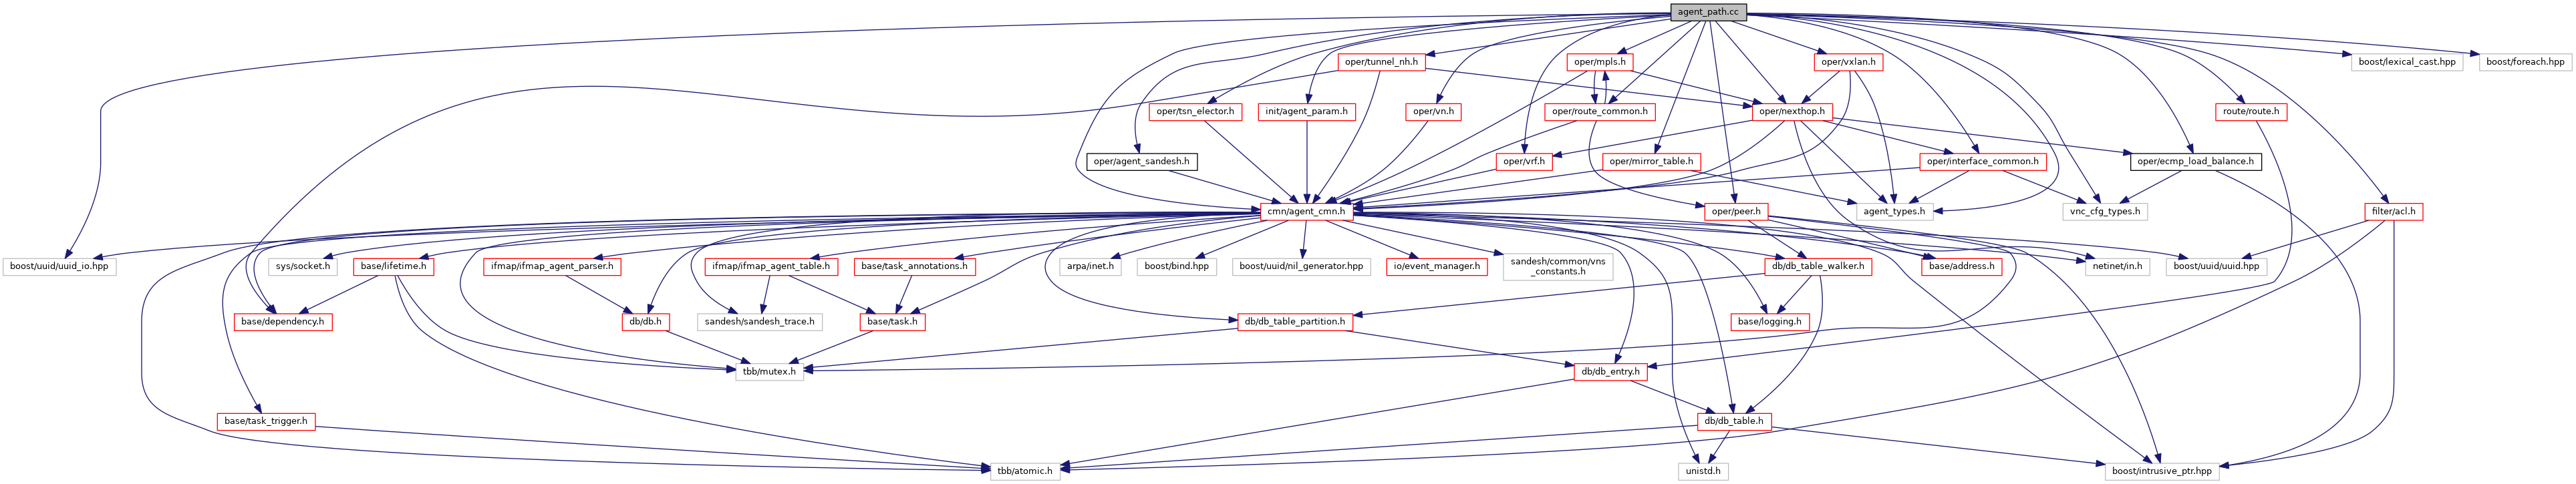 agent_path.cc
oper/tunnel_nh.h
oper/mpls.h
oper/vxlan.h
boost/lexical_cast.hpp
boost/foreach.hpp
oper/tsn_elector.h
init/agent_param.h
oper/vn.h
oper/route_common.h
oper/nexthop.h
route/route.h
oper/agent_sandesh.h
oper/vrf.h
oper/mirror_table.h
oper/interface_common.h
oper/ecmp_load_balance.h
cmn/agent_cmn.h
oper/peer.h
agent_types.h
vnc_cfg_types.h
filter/acl.h
boost/uuid/uuid_io.hpp
sys/socket.h
base/lifetime.h
ifmap/ifmap_agent_parser.h
ifmap/ifmap_agent_table.h
base/task_annotations.h
arpa/inet.h
boost/bind.hpp
boost/uuid/nil_generator.hpp
io/event_manager.h
sandesh/common/vns
_constants.h
db/db_table_walker.h
base/address.h
netinet/in.h
boost/uuid/uuid.hpp
base/dependency.h
db/db.h
sandesh/sandesh_trace.h
base/task.h
db/db_table_partition.h
base/logging.h
tbb/mutex.h
db/db_entry.h
base/task_trigger.h
db/db_table.h
tbb/atomic.h
unistd.h
boost/intrusive_ptr.hpp